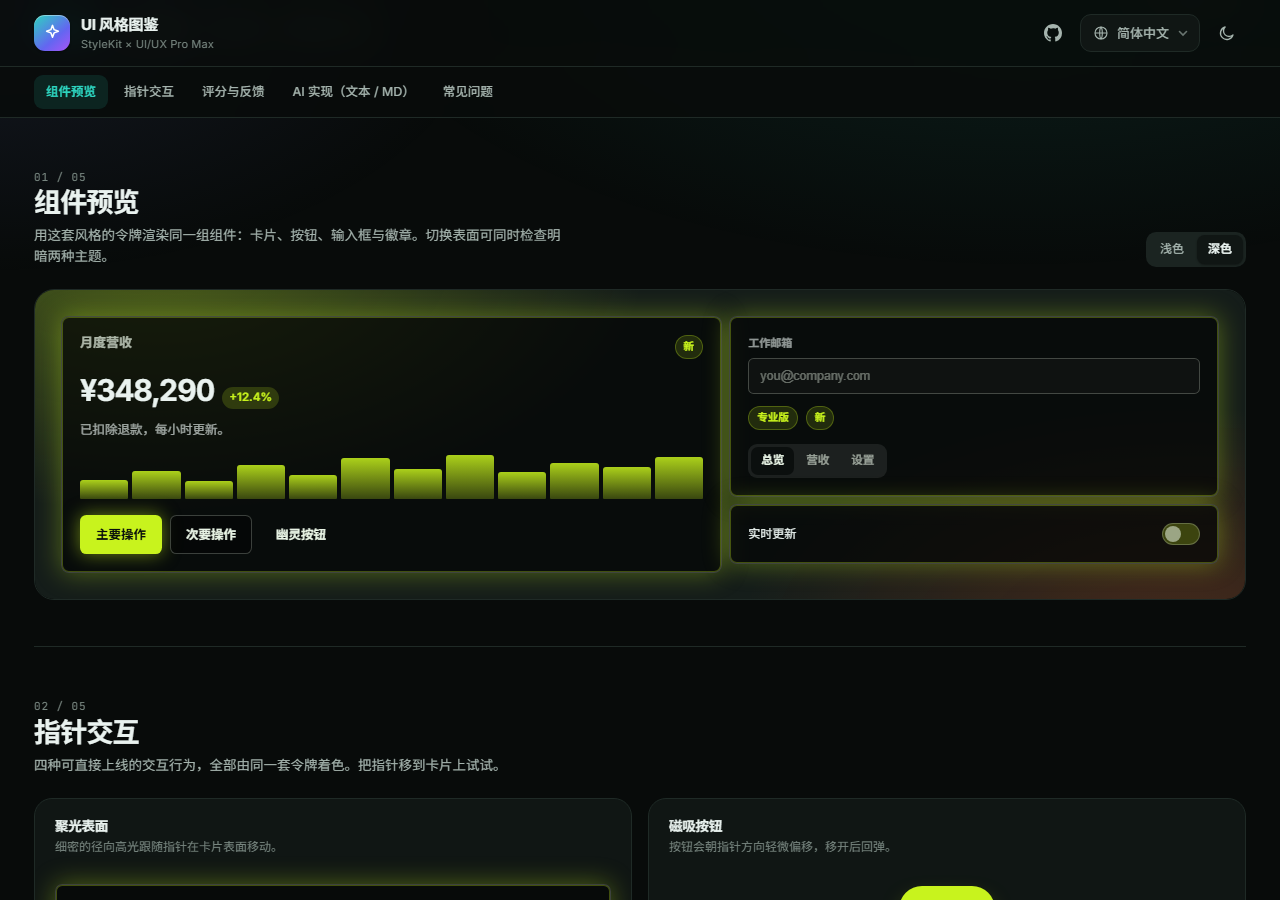 UI 风格图鉴
StyleKit × UI/UX Pro Max
简体中文
组件预览
指针交互
评分与反馈
AI 实现（文本 / MD）
常见问题
01 / 05
组件预览
用这套风格的令牌渲染同一组组件：卡片、按钮、输入框与徽章。切换表面可同时检查明
暗两种主题。
浅色
深色
月度营收
新
¥348,290
+12.4%
已扣除退款，每小时更新。
主要操作
次要操作
幽灵按钮
工作邮箱
you@company.com
专业版
新
总览
营收
设置
实时更新
02 / 05
指针交互
四种可直接上线的交互行为，全部由同一套令牌着色。把指针移到卡片上试试。
聚光表面
细密的径向高光跟随指针在卡片表面移动。
磁吸按钮
按钮会朝指针方向轻微偏移，移开后回弹。